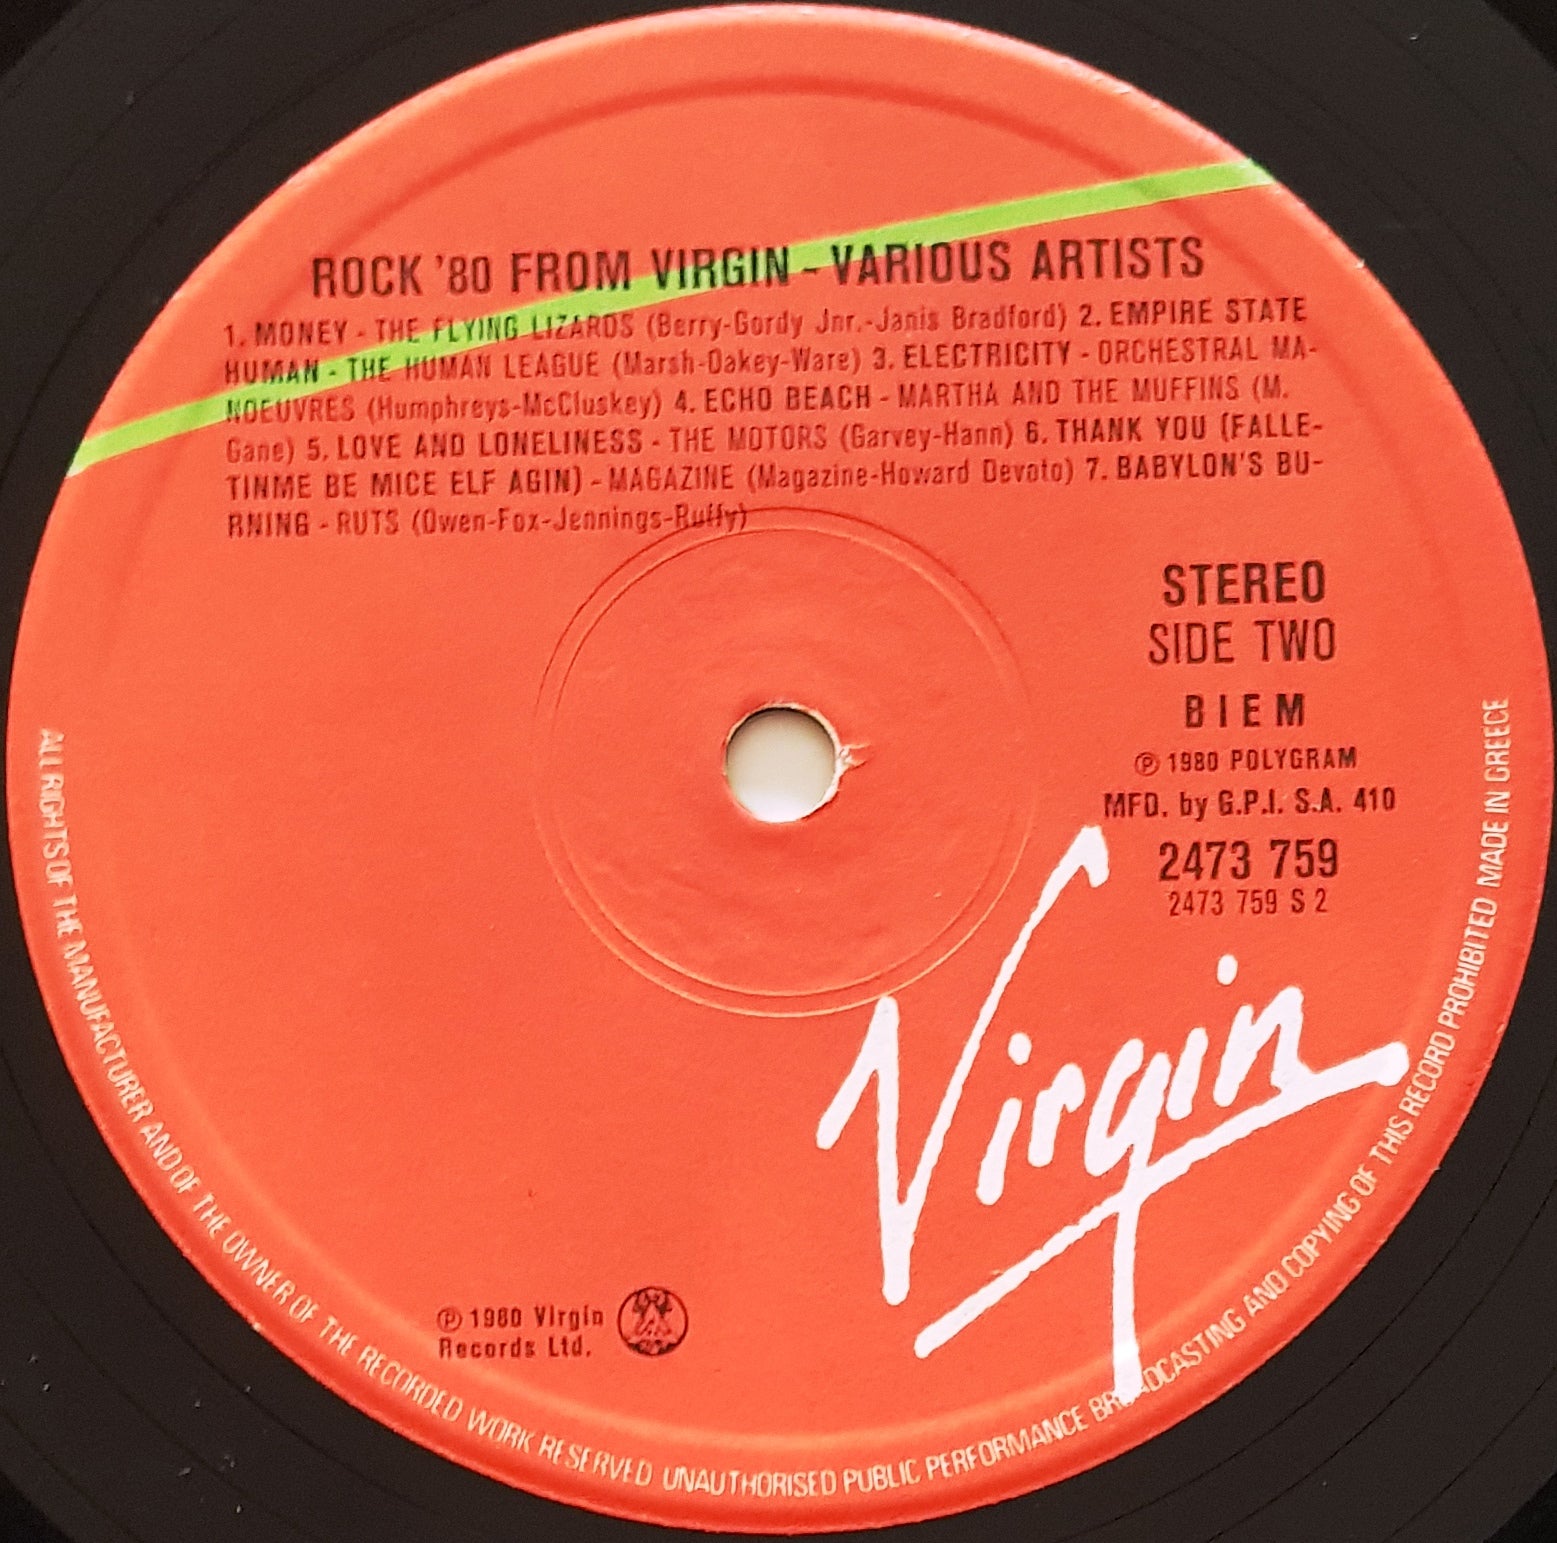 ROCK '80 FROM VIRGIN - VARIOUS ARTISTS
1. MONEY - THE FLYING LIZARDS (Berry-Gordy Jnr.-Janis Bradford) 2. EMPIRE STATE
HUMAN - THE HUMAN LEAGUE (Marsh-Oakey-Ware) 3. ELECTRICITY - ORCHESTRAL MA-
NOEUVRES (Humphreys-McCluskey) 4. ECHO BEACH - MARTHA AND THE MUFFINS (M.
Gane) 5. LOVE AND LONELINESS - THE MOTORS (Garvey-Hann) 6. THANK YOU (FALLE-
TINME BE MICE ELF AGIN) - MAGAZINE (Magazine-Howard Devoto) 7. BABYLON'S BU-
RNING - RUTS (Owen-Fox-Jennings-Ruffy)
STEREO
SIDE TWO
BIEM
℗ 1980 POLYGRAM
MFD. by G.P.I. S.A. 410
2473 759
2473 759 S 2
Virgin
℗ 1980 Virgin
Records Ltd.
ALL RIGHTS OF THE MANUFACTURER AND OF THE OWNER OF THE RECORDED WORK RESERVED UNAUTHORISED PUBLIC PERFORMANCE BROADCASTING AND COPYING OF THIS RECORD PROHIBITED MADE IN GREECE